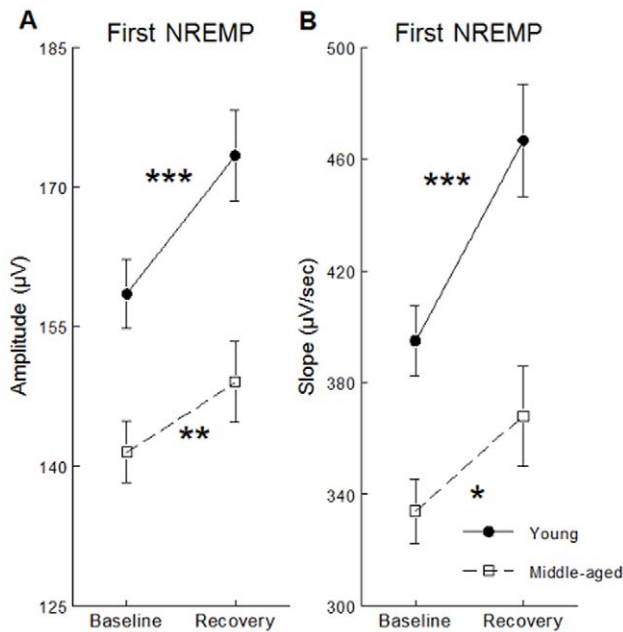 A
First NREMP
185
170
155
140
125
Amplitude (µV)
***
**
Baseline
Recovery
B
First NREMP
500
460
420
380
340
300
Slope (µV/sec)
***
*
Young
Middle-aged
Baseline
Recovery